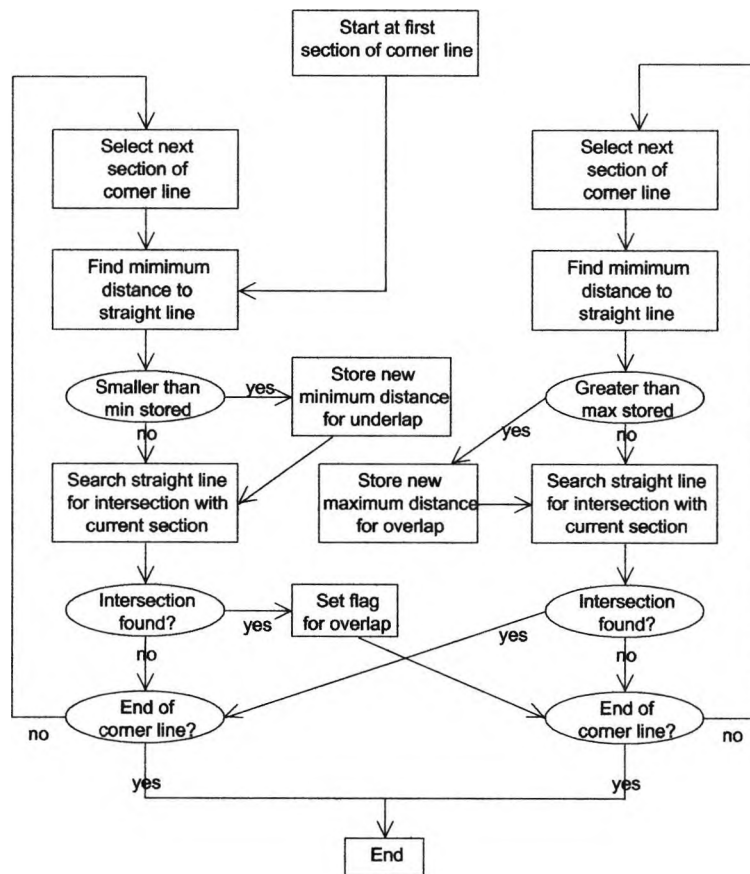 Start at first
section of corner line
Select next
section of
corner line
Select next
section of
corner line
Find mimimum
distance to
straight line
Find mimimum
distance to
straight line
Smaller than
min stored
yes
Store new
minimum distance
for underlap
Greater than
max stored
no
yes
no
Search straight line
for intersection with
current section
Store new
maximum distance
for overlap
Search straight line
for intersection with
current section
Intersection
found?
yes
Set flag
for overlap
Intersection
found?
yes
no
no
End of
corner line?
no
End of
corner line?
no
yes
yes
End